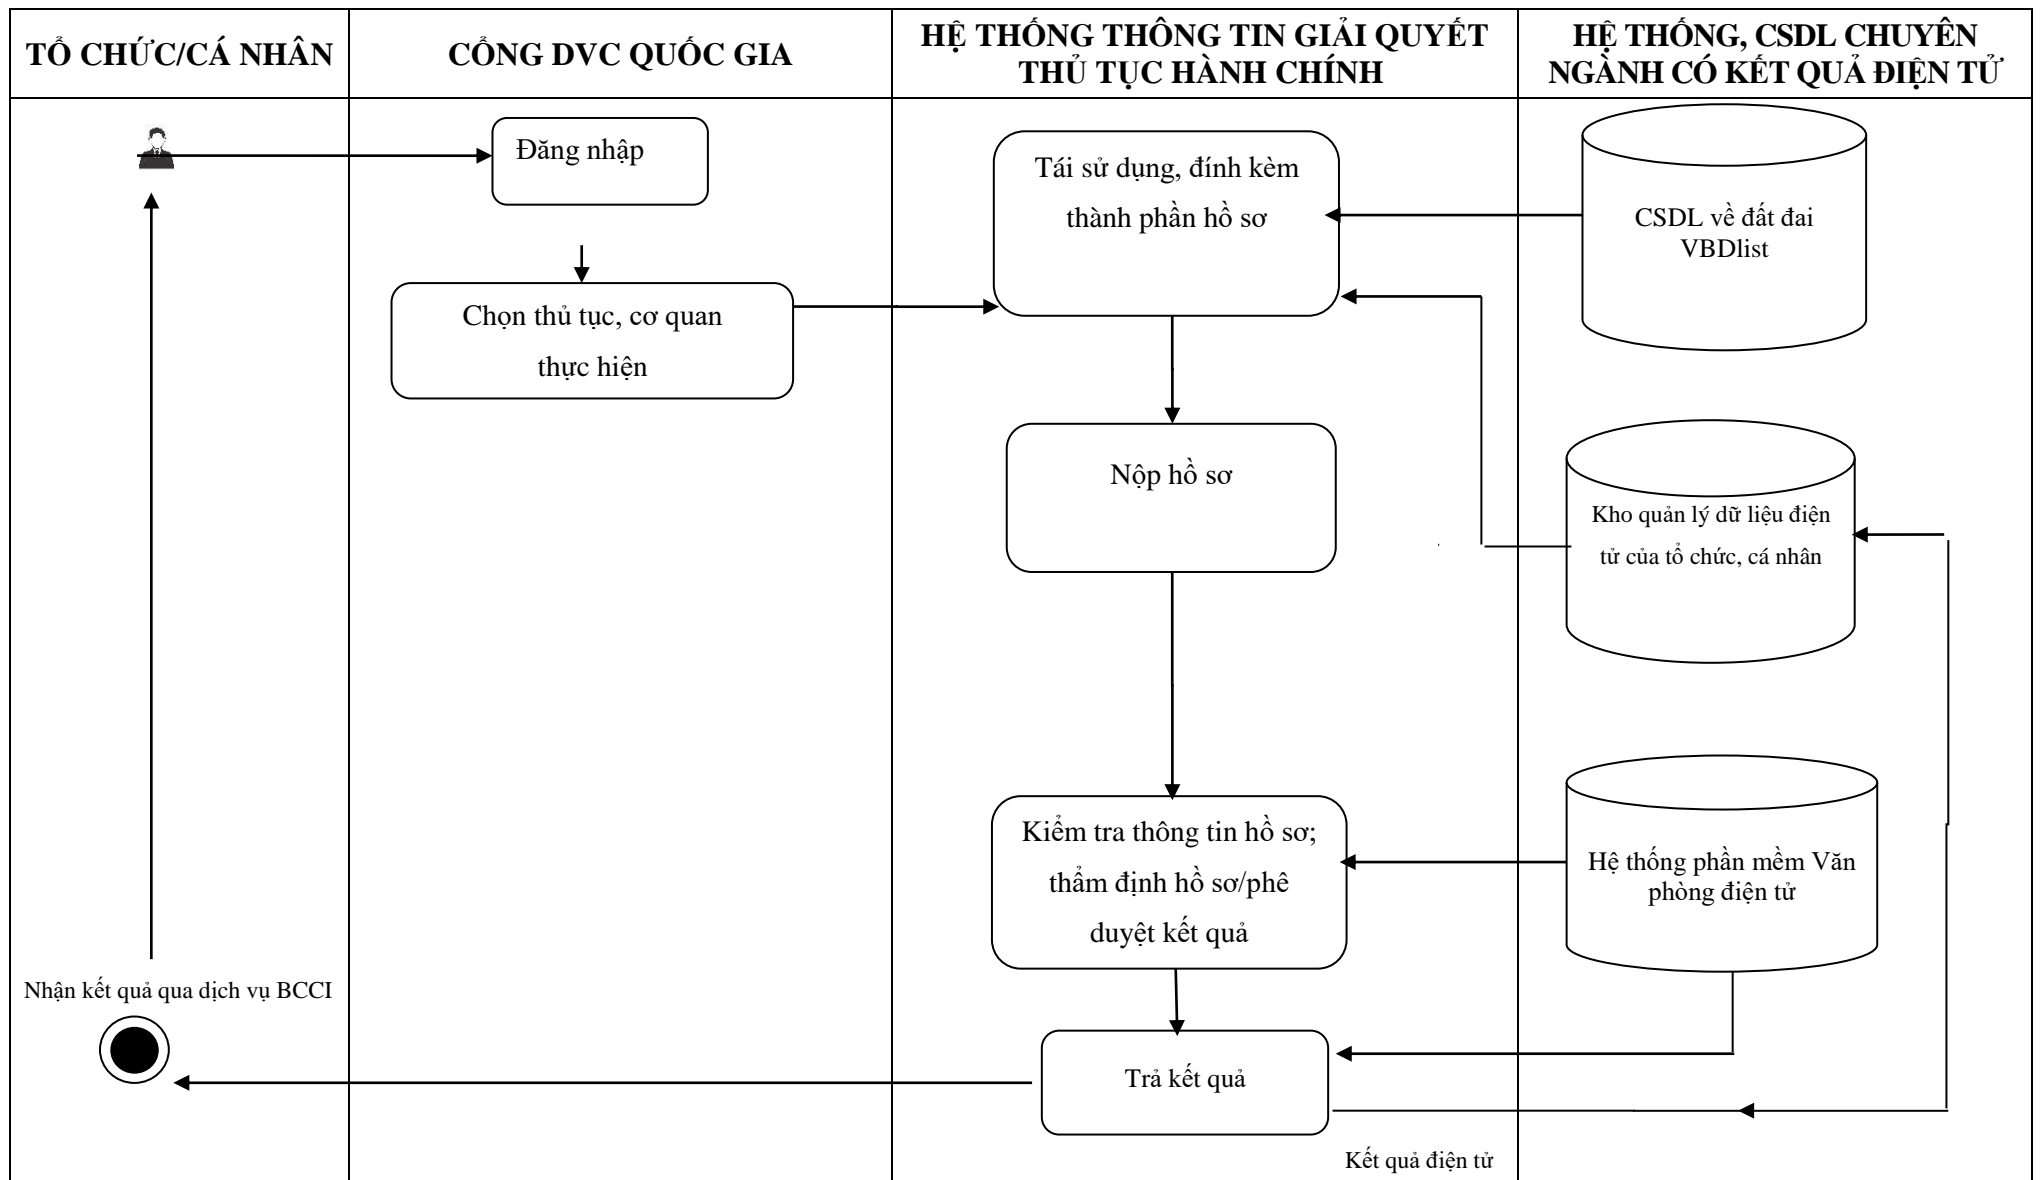 TỔ CHỨC/CÁ NHÂN
CỔNG DVC QUỐC GIA
HỆ THỐNG THÔNG TIN GIẢI QUYẾT
THỦ TỤC HÀNH CHÍNH
HỆ THỐNG, CSDL CHUYÊN
NGÀNH CÓ KẾT QUẢ ĐIỆN TỬ
Đăng nhập
Chọn thủ tục, cơ quan
thực hiện
Tái sử dụng, đính kèm
thành phần hồ sơ
CSDL về đất đai
VBDlist
Nộp hồ sơ
Kho quản lý dữ liệu điện
tử của tổ chức, cá nhân
Kiểm tra thông tin hồ sơ;
thẩm định hồ sơ/phê
duyệt kết quả
Hệ thống phần mềm Văn
phòng điện tử
Nhận kết quả qua dịch vụ BCCI
Trả kết quả
Kết quả điện tử